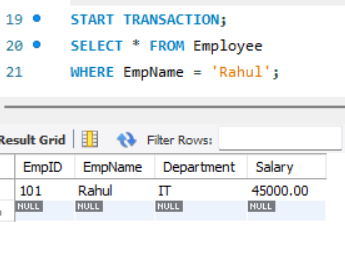 19 START TRANSACTION;
20 SELECT * FROM Employee
21 WHERE EmpName = 'Rahul';
Result Grid Filter Rows:
EmpID EmpName Department Salary
101 Rahul IT 45000.00
NULL NULL NULL NULL